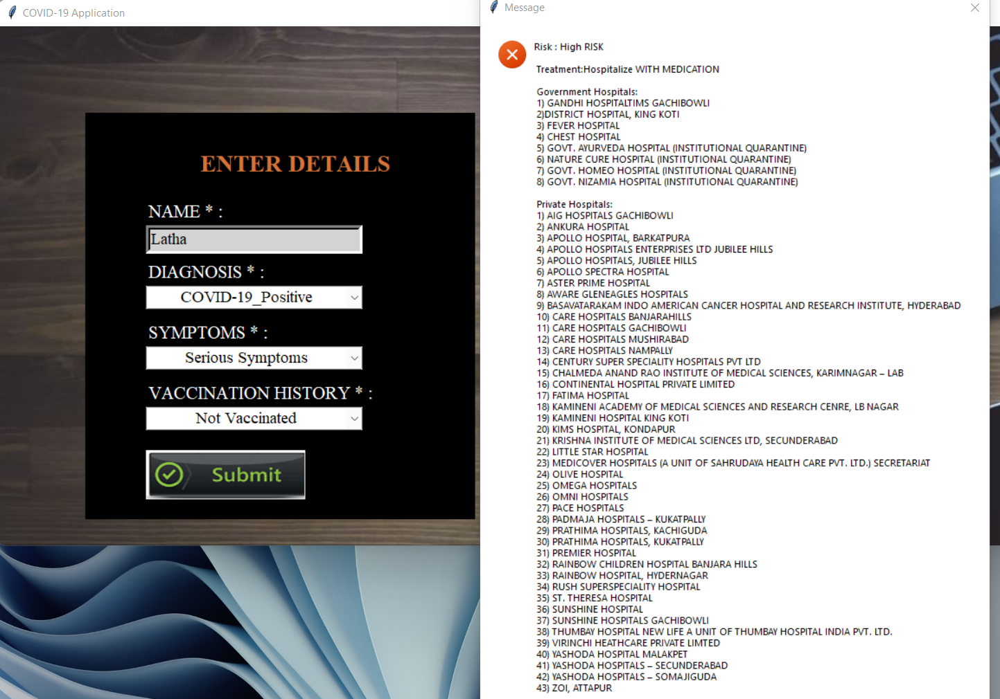 COVID-19 Application
ENTER DETAILS
NAME * :
Latha
DIAGNOSIS * :
COVID-19_Positive
SYMPTOMS * :
Serious Symptoms
VACCINATION HISTORY * :
Not Vaccinated
Submit
Message
Risk : High RISK
Treatment:Hospitalize WITH MEDICATION
Government Hospitals:
1) GANDHI HOSPITALTIMS GACHIBOWLI
2)DISTRICT HOSPITAL, KING KOTI
3) FEVER HOSPITAL
4) CHEST HOSPITAL
5) GOVT. AYURVEDA HOSPITAL (INSTITUTIONAL QUARANTINE)
6) NATURE CURE HOSPITAL (INSTITUTIONAL QUARANTINE)
7) GOVT. HOMEO HOSPITAL (INSTITUTIONAL QUARANTINE)
8) GOVT. NIZAMIA HOSPITAL (INSTITUTIONAL QUARANTINE)
Private Hospitals:
1) AIG HOSPITALS GACHIBOWLI
2) ANKURA HOSPITAL
3) APOLLO HOSPITAL, BARKATPURA
4) APOLLO HOSPITALS ENTERPRISES LTD JUBILEE HILLS
5) APOLLO HOSPITALS, JUBILEE HILLS
6) APOLLO SPECTRA HOSPITAL
7) ASTER PRIME HOSPITAL
8) AWARE GLENEAGLES HOSPITALS
9) BASAVATARAKAM INDO AMERICAN CANCER HOSPITAL AND RESEARCH INSTITUTE, HYDERABAD
10) CARE HOSPITALS BANJARAHILLS
11) CARE HOSPITALS GACHIBOWLI
12) CARE HOSPITALS MUSHIRABAD
13) CARE HOSPITALS NAMPALLY
14) CENTURY SUPER SPECIALITY HOSPITALS PVT LTD
15) CHALMEDA ANAND RAO INSTITUTE OF MEDICAL SCIENCES, KARIMNAGAR – LAB
16) CONTINENTAL HOSPITAL PRIVATE LIMITED
17) FATIMA HOSPITAL
18) KAMINENI ACADEMY OF MEDICAL SCIENCES AND RESEARCH CENRE, LB NAGAR
19) KAMINENI HOSPITAL KING KOTI
20) KIMS HOSPITAL, KONDAPUR
21) KRISHNA INSTITUTE OF MEDICAL SCIENCES LTD, SECUNDERABAD
22) LITTLE STAR HOSPITAL
23) MEDICOVER HOSPITALS (A UNIT OF SAHRUDAYA HEALTH CARE PVT. LTD.) SECRETARIAT
24) OLIVE HOSPITAL
25) OMEGA HOSPITALS
26) OMNI HOSPITALS
27) PACE HOSPITALS
28) PADMAJA HOSPITALS – KUKATPALLY
29) PRATHIMA HOSPITALS, KACHIGUDA
30) PRATHIMA HOSPITALS, KUKATPALLY
31) PREMIER HOSPITAL
32) RAINBOW CHILDREN HOSPITAL BANJARA HILLS
33) RAINBOW HOSPITAL, HYDERNAGAR
34) RUSH SUPERSPECIALITY HOSPITAL
35) ST. THERESA HOSPITAL
36) SUNSHINE HOSPITAL
37) SUNSHINE HOSPITALS GACHIBOWLI
38) THUMBAY HOSPITAL NEW LIFE A UNIT OF THUMBAY HOSPITAL INDIA PVT. LTD.
39) VIRINCHI HEATHCARE PRIVATE LIMTED
40) YASHODA HOSPITAL MALAKPET
41) YASHODA HOSPITALS – SECUNDERABAD
42) YASHODA HOSPITALS – SOMAJIGUDA
43) ZOI, ATTAPUR